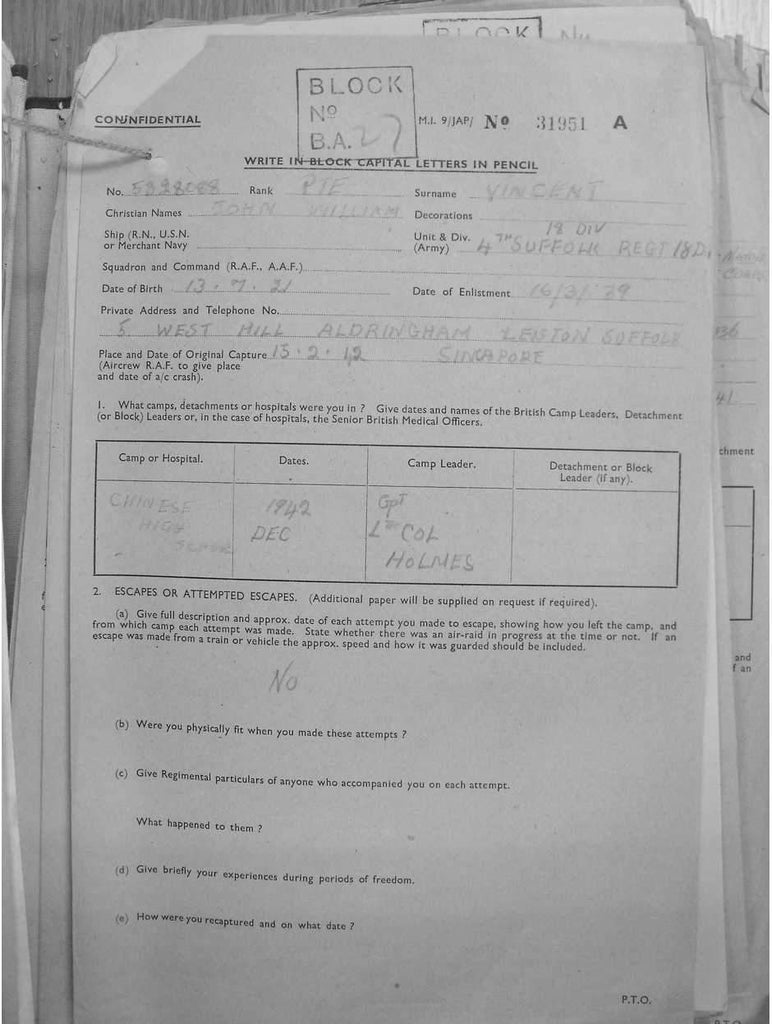 BLOCK
Nº
B.A. 27
CONJNFIDENTIAL
M.I. 9/JAP/ Nº 31951 A
WRITE IN BLOCK CAPITAL LETTERS IN PENCIL
No. Rank PTE Surname VINCENT
Christian Names JOHN WILLIAM Decorations
18 DIV
Ship (R.N., U.S.N. or Merchant Navy Unit & Div. (Army) 4TH SUFFOLK REGT 18D.
Squadron and Command (R.A.F., A.A.F.)
Date of Birth 13.7.21 Date of Enlistment 16/3/39
Private Address and Telephone No.
5 WEST HILL ALDRINGHAM LEISTON SUFFOLK
Place and Date of Original Capture 15.2.42 SINGAPORE
(Aircrew R.A.F. to give place
and date of a/c crash).
1. What camps, detachments or hospitals were you in ? Give dates and names of the British Camp Leaders, Detachment
(or Block) Leaders or, in the case of hospitals, the Senior British Medical Officers.
Camp or Hospital. Dates. Camp Leader. Detachment or Block
Leader (if any).
CHINESE 1942
HIGH DEC LT COL
SCHOOL HOLMES
2. ESCAPES OR ATTEMPTED ESCAPES. (Additional paper will be supplied on request if required).
(a) Give full description and approx. date of each attempt you made to escape, showing how you left the camp, and
from which camp each attempt was made. State whether there was an air-raid in progress at the time or not. If an
escape was made from a train or vehicle the approx. speed and how it was guarded should be included.
No
(b) Were you physically fit when you made these attempts ?
(c) Give Regimental particulars of anyone who accompanied you on each attempt.
What happened to them ?
(d) Give briefly your experiences during periods of freedom.
(e) How were you recaptured and on what date ?
P.T.O.